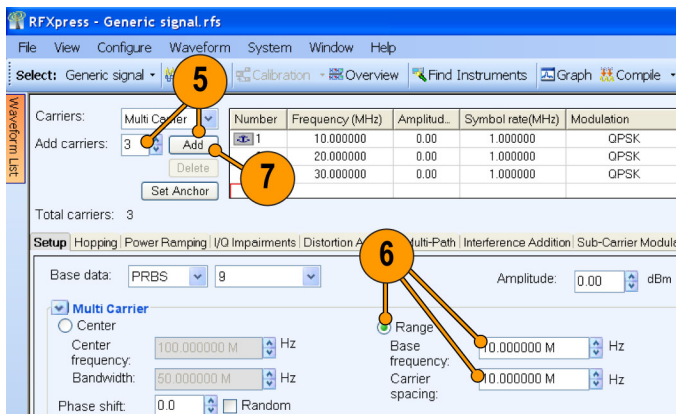 RFXpress - Generic signal.rfs
File View Configure Waveform System Window Help
Select: Generic signal Calibration Overview Find Instruments Graph Compile
5
Waveform List
Carriers: Multi Carrier
Add carriers: 3 Add
Delete
Set Anchor
7
Number Frequency (MHz) Amplitud... Symbol rate(MHz) Modulation
1 10.000000 0.00 1.000000 QPSK
20.000000 0.00 1.000000 QPSK
30.000000 0.00 1.000000 QPSK
Total carriers: 3
Setup Hopping Power Ramping I/Q Impairments Distortion Multi-Path Interference Addition Sub-Carrier Modula
6
Base data: PRBS 9 Amplitude: 0.00 dBm
Multi Carrier
Center
Center frequency: 100.000000 M Hz
Bandwidth: 50.000000 M Hz
Phase shift: 0.0 Random
Range
Base frequency: 10.000000 M Hz
Carrier spacing: 10.000000 M Hz